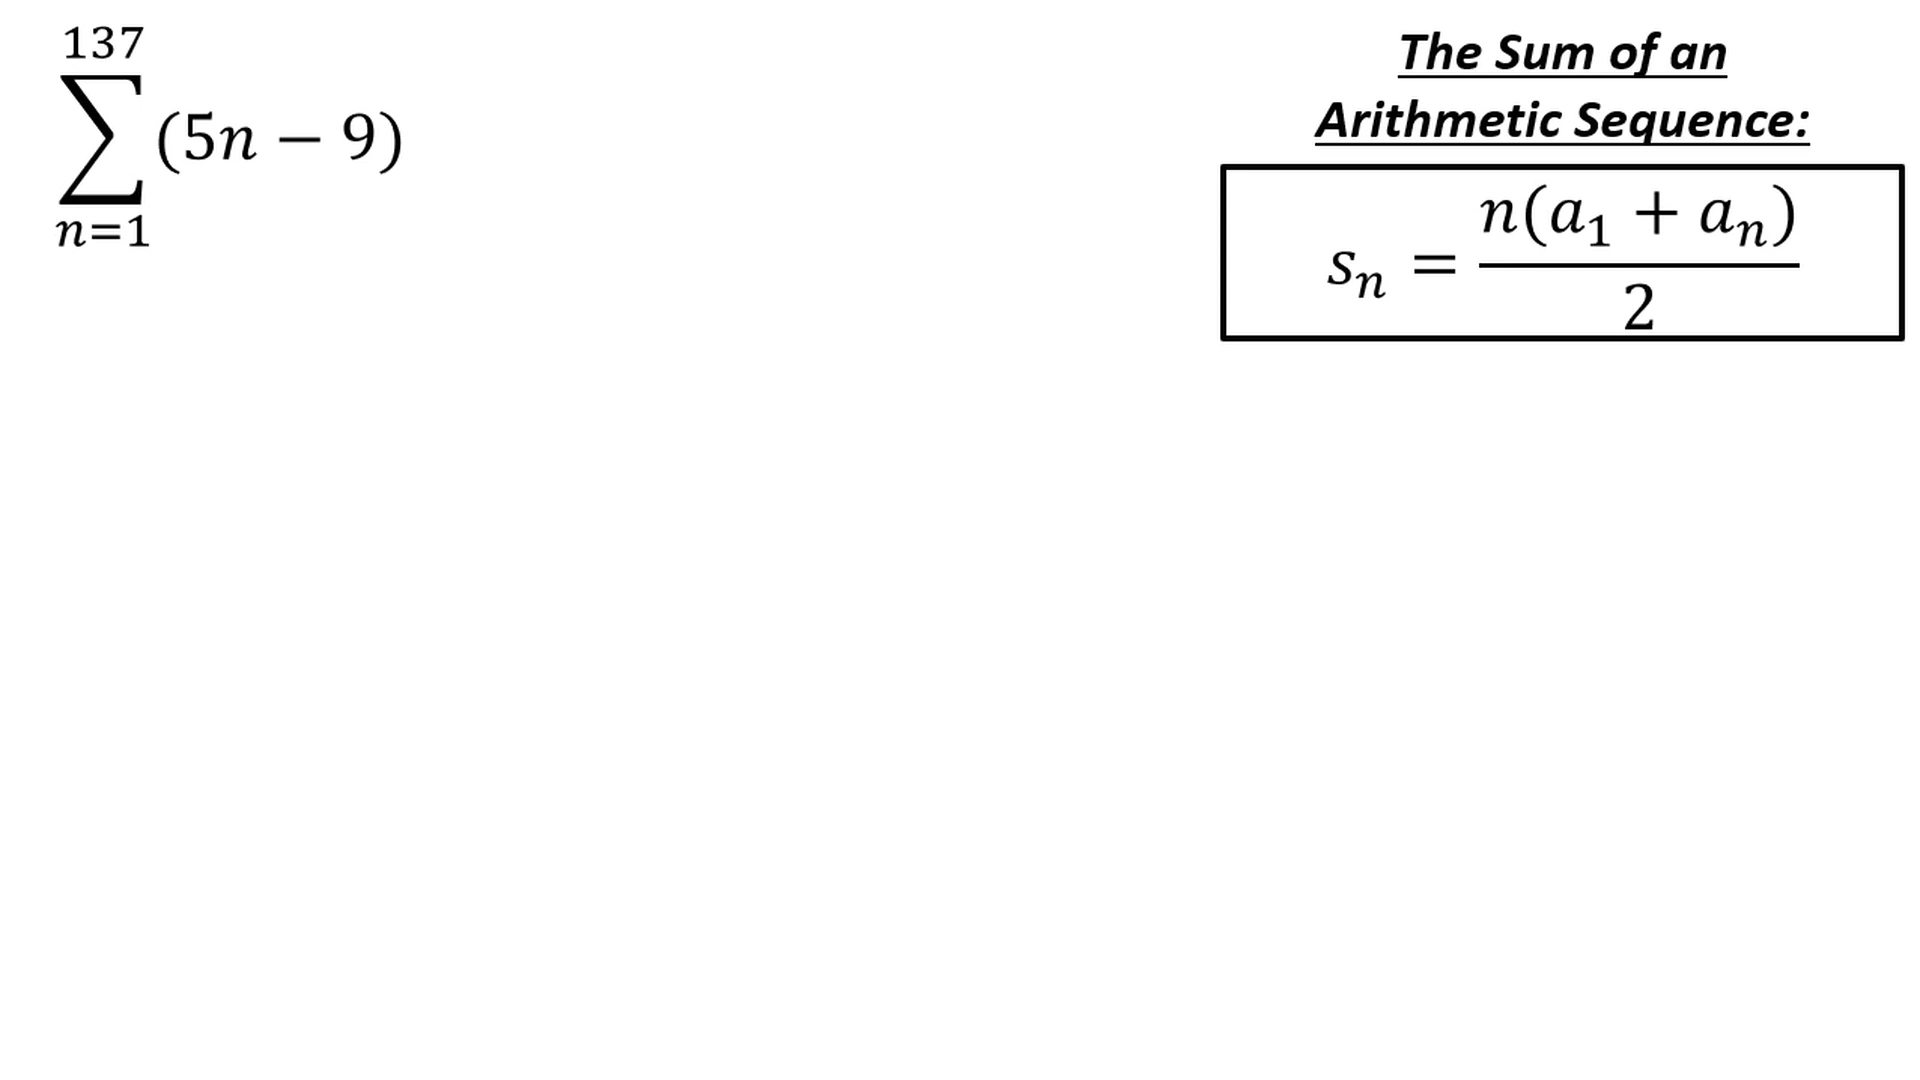 137
∑ (5n − 9)
n=1
The Sum of an
Arithmetic Sequence:
sₙ = n(a₁ + aₙ)
2